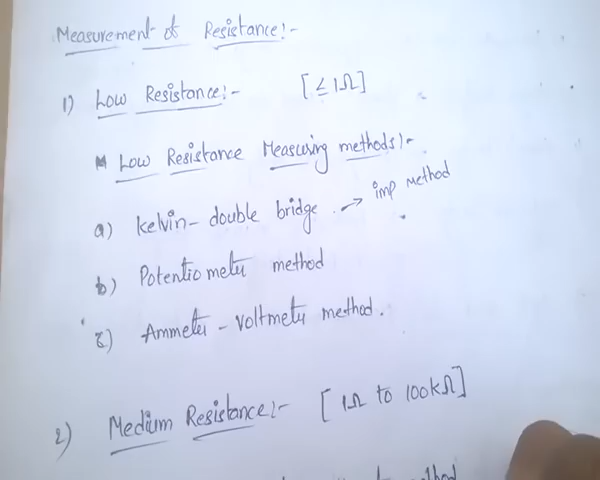 Measurement of Resistance:-
1) Low Resistance:- [≤1Ω]
Low Resistance Measuring methods:-
a) Kelvin-double bridge. → imp method
b) Potentiometer method
c) Ammeter-Voltmeter method.
2) Medium Resistance:- [1Ω to 100kΩ]
method